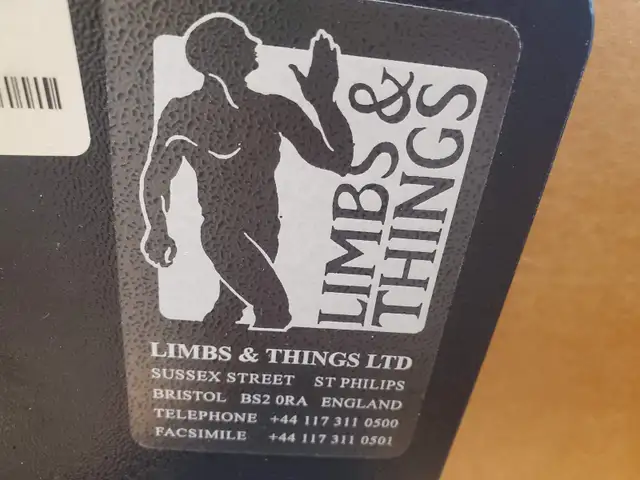 LIMBS &
THINGS
LIMBS & THINGS LTD
SUSSEX STREET ST PHILIPS
BRISTOL BS2 0RA ENGLAND
TELEPHONE +44 117 311 0500
FACSIMILE +44 117 311 0501